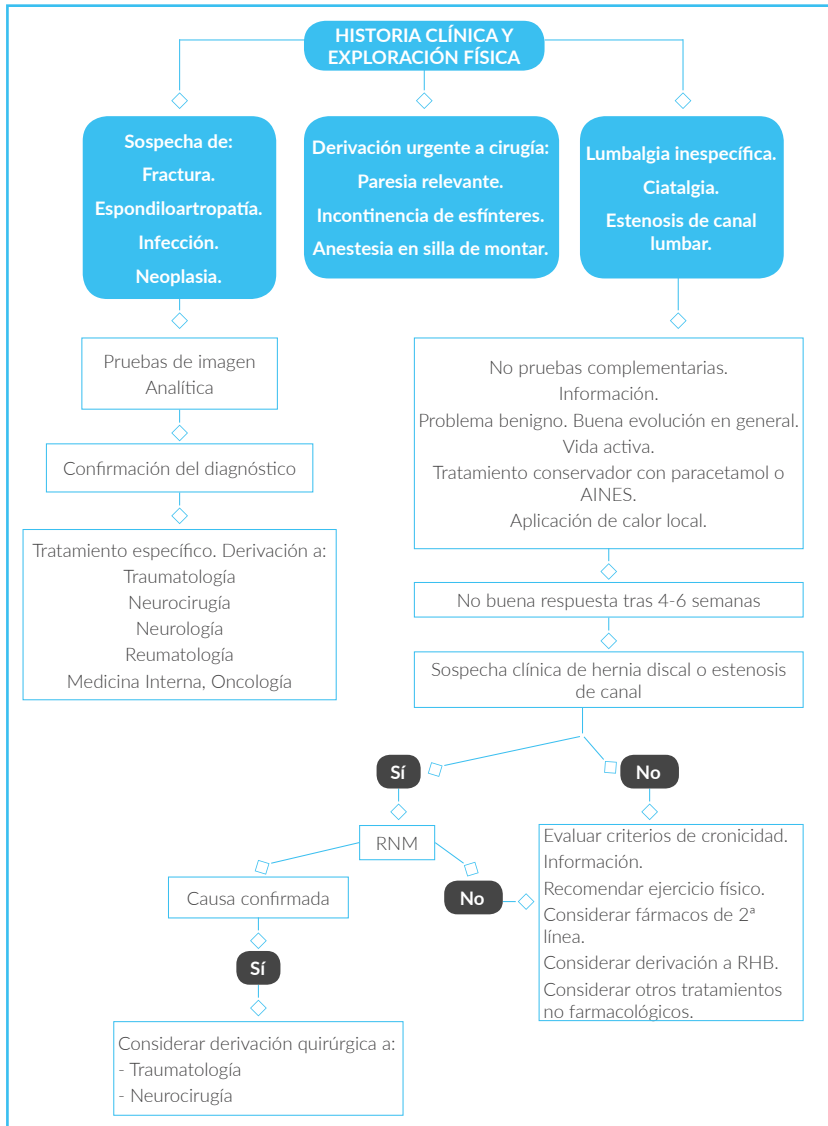 HISTORIA CLÍNICA Y
EXPLORACIÓN FÍSICA
Sospecha de:
Fractura.
Espondiloartropatía.
Infección.
Neoplasia.
Derivación urgente a cirugía:
Paresia relevante.
Incontinencia de esfínteres.
Anestesia en silla de montar.
Lumbalgia inespecífica.
Ciatalgia.
Estenosis de canal
lumbar.
Pruebas de imagen
Analítica
Confirmación del diagnóstico
Tratamiento específico. Derivación a:
Traumatología
Neurocirugía
Neurología
Reumatología
Medicina Interna, Oncología
No pruebas complementarias.
Información.
Problema benigno. Buena evolución en general.
Vida activa.
Tratamiento conservador con paracetamol o
AINES.
Aplicación de calor local.
No buena respuesta tras 4-6 semanas
Sospecha clínica de hernia discal o estenosis
de canal
Sí
No
RNM
Causa confirmada
No
Sí
Considerar derivación quirúrgica a:
- Traumatología
- Neurocirugía
Evaluar criterios de cronicidad.
Información.
Recomendar ejercicio físico.
Considerar fármacos de 2ª
línea.
Considerar derivación a RHB.
Considerar otros tratamientos
no farmacológicos.